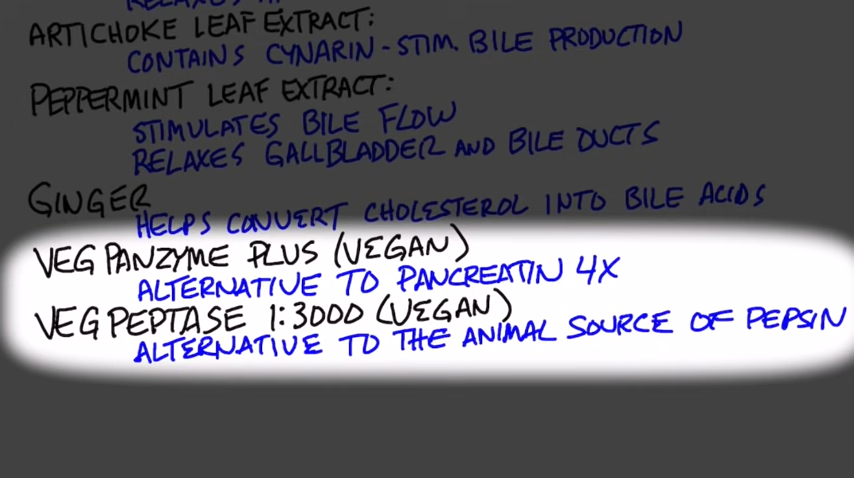 ARTICHOKE LEAF EXTRACT:
CONTAINS CYNARIN - STIM. BILE PRODUCTION
PEPPERMINT LEAF EXTRACT:
STIMULATES BILE FLOW
RELAXES GALLBLADDER AND BILE DUCTS
GINGER
HELPS CONVERT CHOLESTEROL INTO BILE ACIDS
VEG PANZYME PLUS (VEGAN)
ALTERNATIVE TO PANCREATIN 4X
VEG PEPTASE 1:3000 (VEGAN)
ALTERNATIVE TO THE ANIMAL SOURCE OF PEPSIN